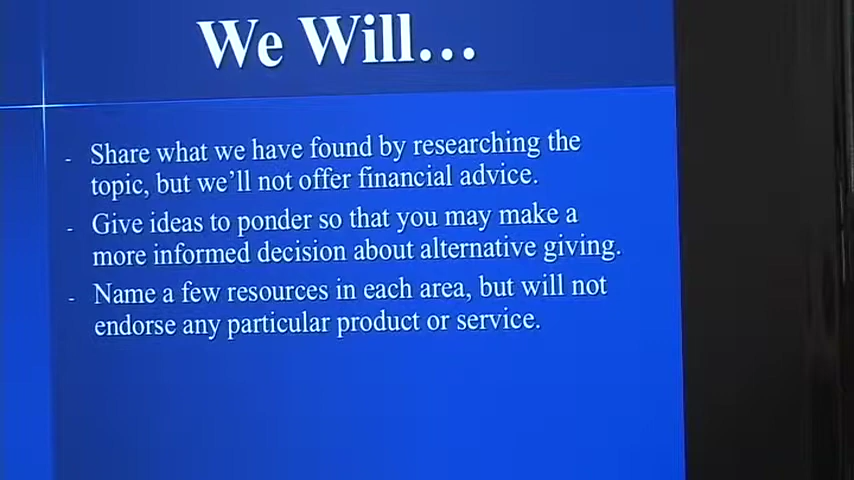 We Will…
- Share what we have found by researching the
topic, but we’ll not offer financial advice.
- Give ideas to ponder so that you may make a
more informed decision about alternative giving.
- Name a few resources in each area, but will not
endorse any particular product or service.